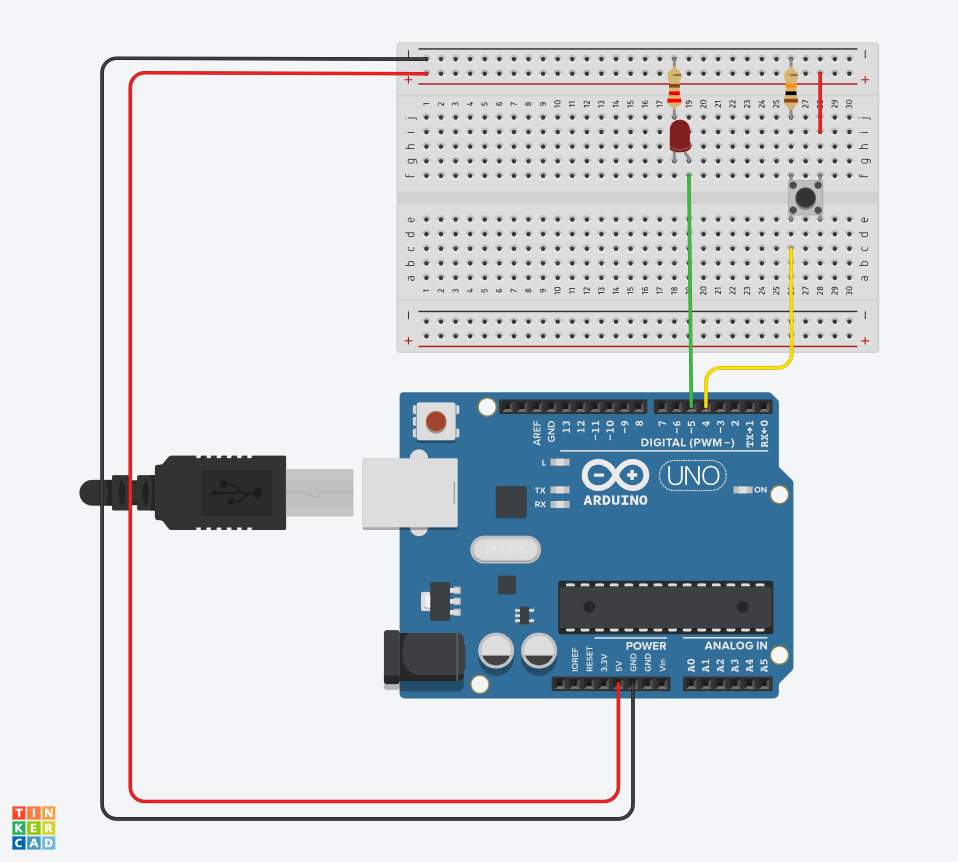 − −
+ +
1 2 3 4 5 6 7 8 9 10 11 12 13 14 15 16 17 19 20 21 22 23 24 25 27 29 30
j j
i i
h h
g g
f f
e e
d d
c c
b b
a a
1 2 3 4 5 6 7 8 9 10 11 12 13 14 15 16 17 18 19 20 21 22 23 24 25 26 27 28 29 30
− −
+ +
AREF GND 13 12 ~11 ~10 ~9 8 7 ~6 ~5 4 ~3 2 TX→1 RX←0
DIGITAL (PWM~)
L
TX
RX
UNO
ON
ARDUINO
POWER ANALOG IN
IOREF RESET 3.3V 5V GND GND Vin A0 A1 A2 A3 A4 A5
TIN
KER
CAD